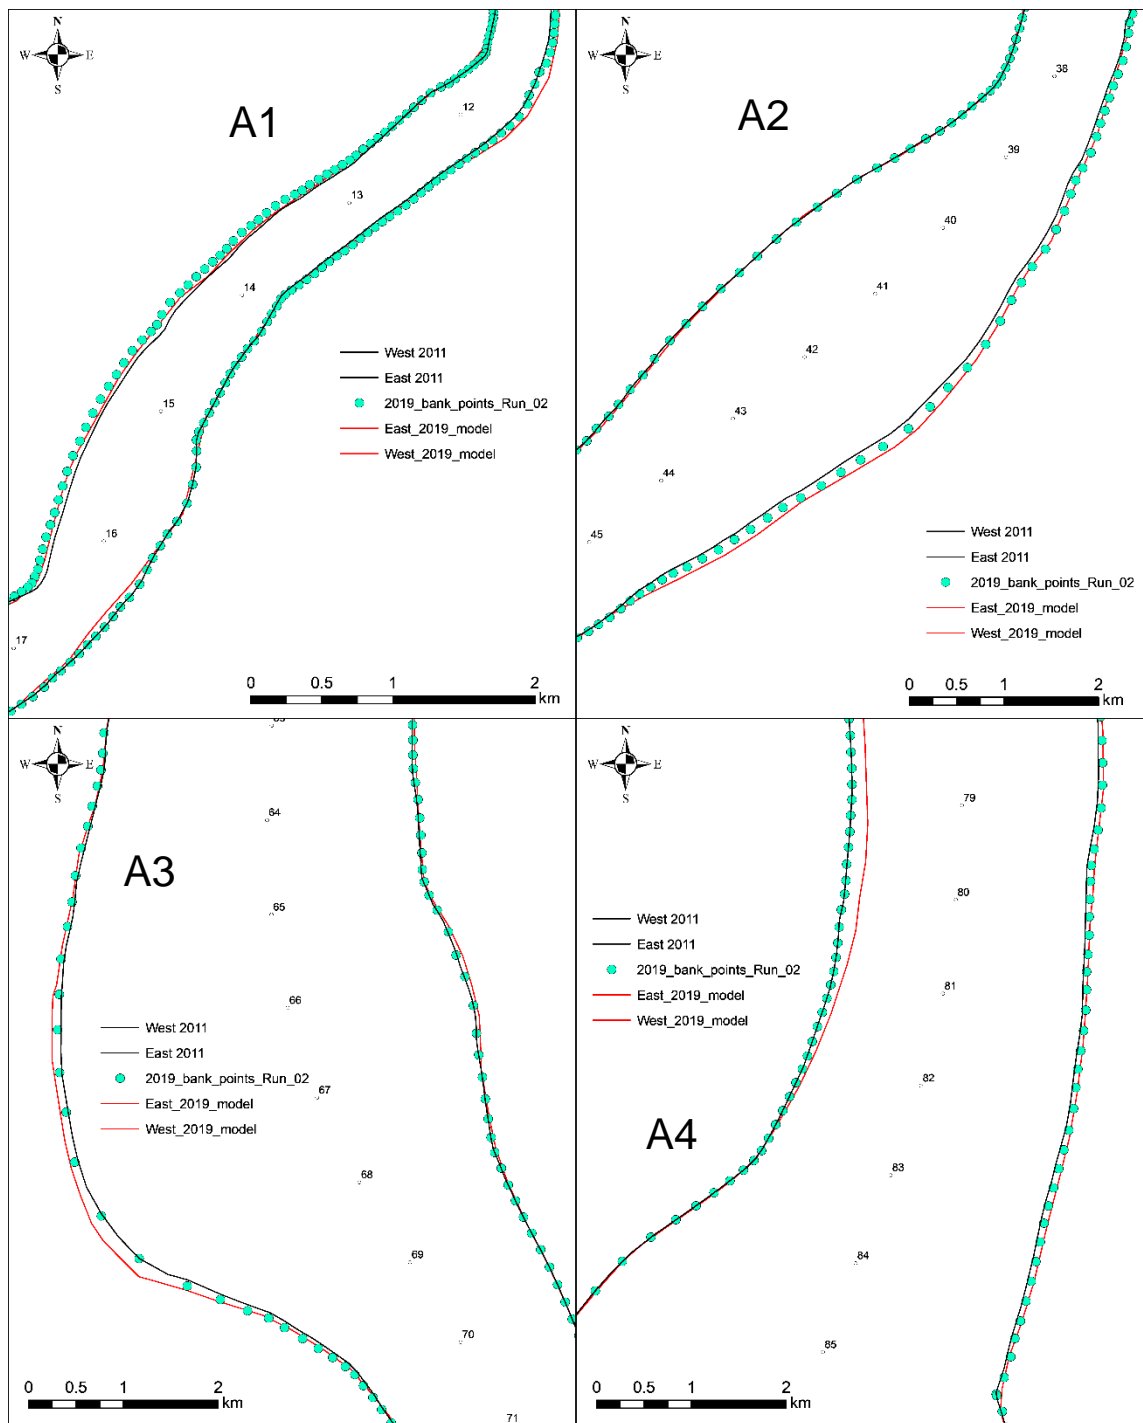 N
W E
S
A1
12
13
14
15
16
17
West 2011
East 2011
2019_bank_points_Run_02
East_2019_model
West_2019_model
0 0.5 1 2
km
N
W E
S
A2
38
39
40
41
42
43
44
45
West 2011
East 2011
2019_bank_points_Run_02
East_2019_model
West_2019_model
0 0.5 1 2
km
N
W E
S
A3
64
65
66
67
68
69
70
71
West 2011
East 2011
2019_bank_points_Run_02
East_2019_model
West_2019_model
0 0.5 1 2
km
N
W E
S
A4
79
80
81
82
83
84
85
West 2011
East 2011
2019_bank_points_Run_02
East_2019_model
West_2019_model
0 0.5 1 2
km